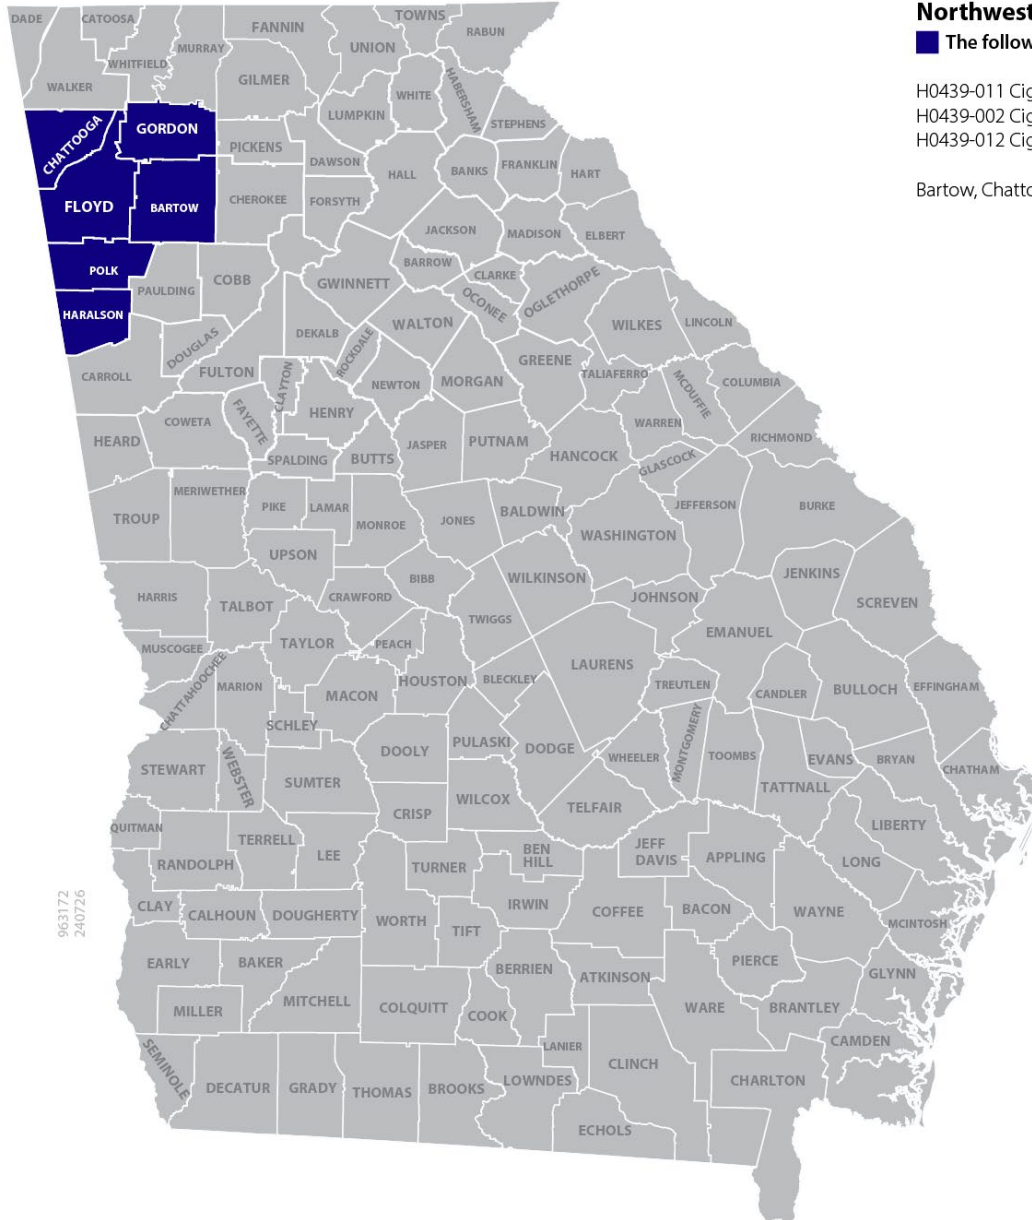 Northwest
The follow
H0439-011 Cig
H0439-002 Cig
H0439-012 Cig
Bartow, Chatto
DADE
CATOOSA
FANNIN
TOWNS
RABUN
UNION
MURRAY
WHITFIELD
WALKER
GILMER
WHITE
HABERSHAM
LUMPKIN
STEPHENS
CHATTOOGA
GORDON
PICKENS
DAWSON
HALL
BANKS
FRANKLIN
HART
FLOYD
BARTOW
CHEROKEE
FORSYTH
JACKSON
MADISON
ELBERT
POLK
PAULDING
COBB
GWINNETT
BARROW
CLARKE
OCONEE
OGLETHORPE
HARALSON
DOUGLAS
DEKALB
ROCKDALE
WALTON
WILKES
LINCOLN
CARROLL
FULTON
CLAYTON
NEWTON
MORGAN
GREENE
TALIAFERRO
MCDUFFIE
COLUMBIA
HEARD
COWETA
FAYETTE
HENRY
SPALDING
BUTTS
JASPER
PUTNAM
HANCOCK
WARREN
GLASCOCK
RICHMOND
TROUP
MERIWETHER
PIKE
LAMAR
MONROE
JONES
BALDWIN
WASHINGTON
JEFFERSON
BURKE
UPSON
BIBB
WILKINSON
JENKINS
SCREVEN
HARRIS
TALBOT
CRAWFORD
TWIGGS
JOHNSON
EMANUEL
MUSCOGEE
TAYLOR
PEACH
CHATTAHOOCHEE
MARION
MACON
HOUSTON
BLECKLEY
LAURENS
TREUTLEN
CANDLER
BULLOCH
EFFINGHAM
SCHLEY
DOOLY
PULASKI
DODGE
WHEELER
MONTGOMERY
TOOMBS
EVANS
BRYAN
CHATHAM
STEWART
WEBSTER
SUMTER
CRISP
WILCOX
TELFAIR
TATTNALL
QUITMAN
RANDOLPH
TERRELL
LEE
TURNER
BEN
HILL
JEFF
DAVIS
APPLING
LONG
LIBERTY
CLAY
CALHOUN
DOUGHERTY
WORTH
TIFT
IRWIN
COFFEE
BACON
WAYNE
MCINTOSH
EARLY
BAKER
MITCHELL
COLQUITT
BERRIEN
ATKINSON
PIERCE
GLYNN
MILLER
COOK
WARE
BRANTLEY
CAMDEN
SEMINOLE
DECATUR
GRADY
THOMAS
BROOKS
LOWNDES
LANIER
CLINCH
CHARLTON
ECHOLS
963172
240726